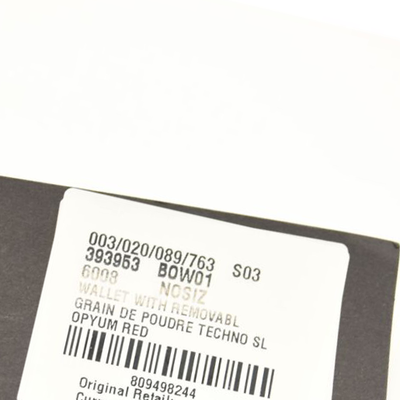 003/020/089/763 S03
393953 BOW01
6008 NOSIZ
WALLET WITH REMOVABL
GRAIN DE POUDRE TECHNO SL
OPYUM RED
809498244
Original Retail